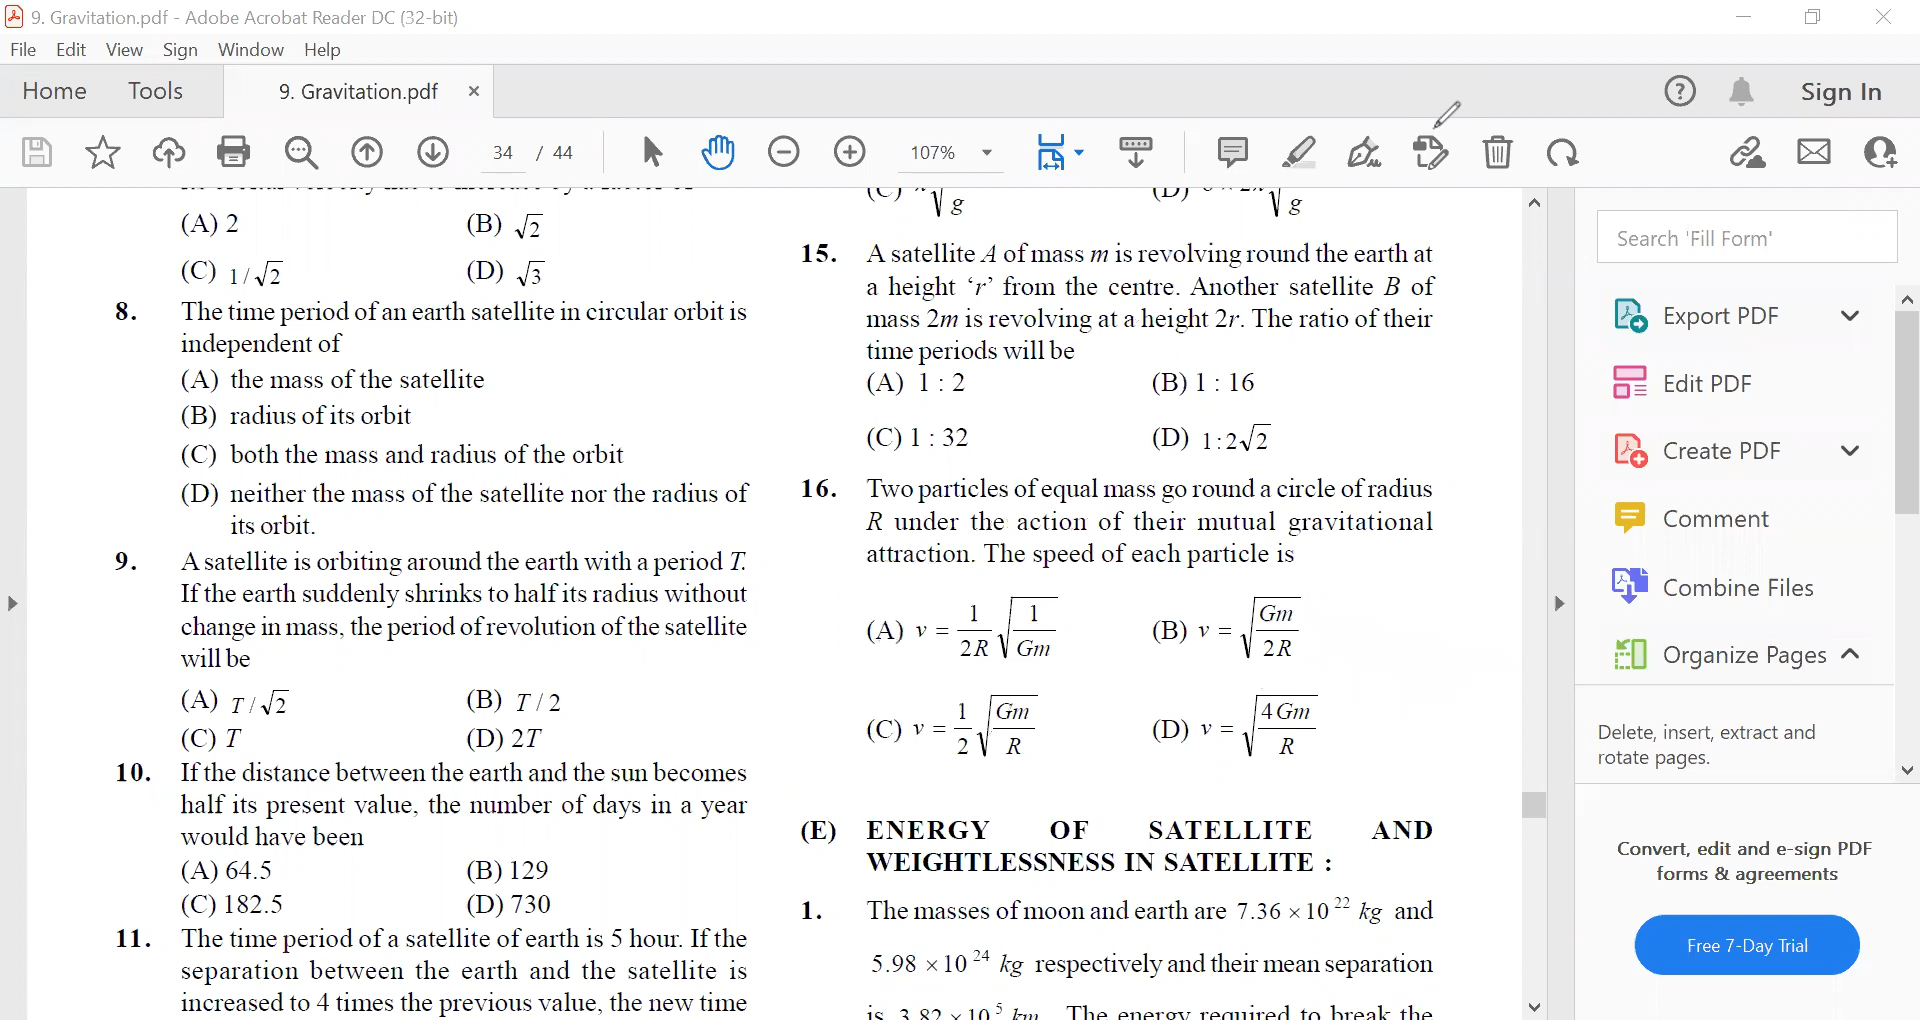 9. Gravitation.pdf - Adobe Acrobat Reader DC (32-bit)
File Edit View Sign Window Help
Home Tools 9. Gravitation.pdf × Sign In
34 / 44 107%
(A) 2 (B) √2
(C) 1/√2 (D) √3
8. The time period of an earth satellite in circular orbit is
independent of
(A) the mass of the satellite
(B) radius of its orbit
(C) both the mass and radius of the orbit
(D) neither the mass of the satellite nor the radius of
its orbit.
9. A satellite is orbiting around the earth with a period T.
If the earth suddenly shrinks to half its radius without
change in mass, the period of revolution of the satellite
will be
(A) T/√2 (B) T/2
(C) T (D) 2T
10. If the distance between the earth and the sun becomes
half its present value, the number of days in a year
would have been
(A) 64.5 (B) 129
(C) 182.5 (D) 730
11. The time period of a satellite of earth is 5 hour. If the
separation between the earth and the satellite is
increased to 4 times the previous value, the new time
(C) √g (D) √g
15. A satellite A of mass m is revolving round the earth at
a height ‘r’ from the centre. Another satellite B of
mass 2m is revolving at a height 2r. The ratio of their
time periods will be
(A) 1 : 2 (B) 1 : 16
(C) 1 : 32 (D) 1:2√2
16. Two particles of equal mass go round a circle of radius
R under the action of their mutual gravitational
attraction. The speed of each particle is
(A) v = 1/2R √(1/Gm) (B) v = √(Gm/2R)
(C) v = 1/2 √(Gm/R) (D) v = √(4Gm/R)
(E) ENERGY OF SATELLITE AND
WEIGHTLESSNESS IN SATELLITE :
1. The masses of moon and earth are 7.36 × 10²² kg and
5.98 × 10²⁴ kg respectively and their mean separation
is 3.82 × 10⁵ km. The energy required to break the
Search 'Fill Form'
Export PDF
Edit PDF
Create PDF
Comment
Combine Files
Organize Pages
Delete, insert, extract and
rotate pages.
Convert, edit and e-sign PDF
forms & agreements
Free 7-Day Trial